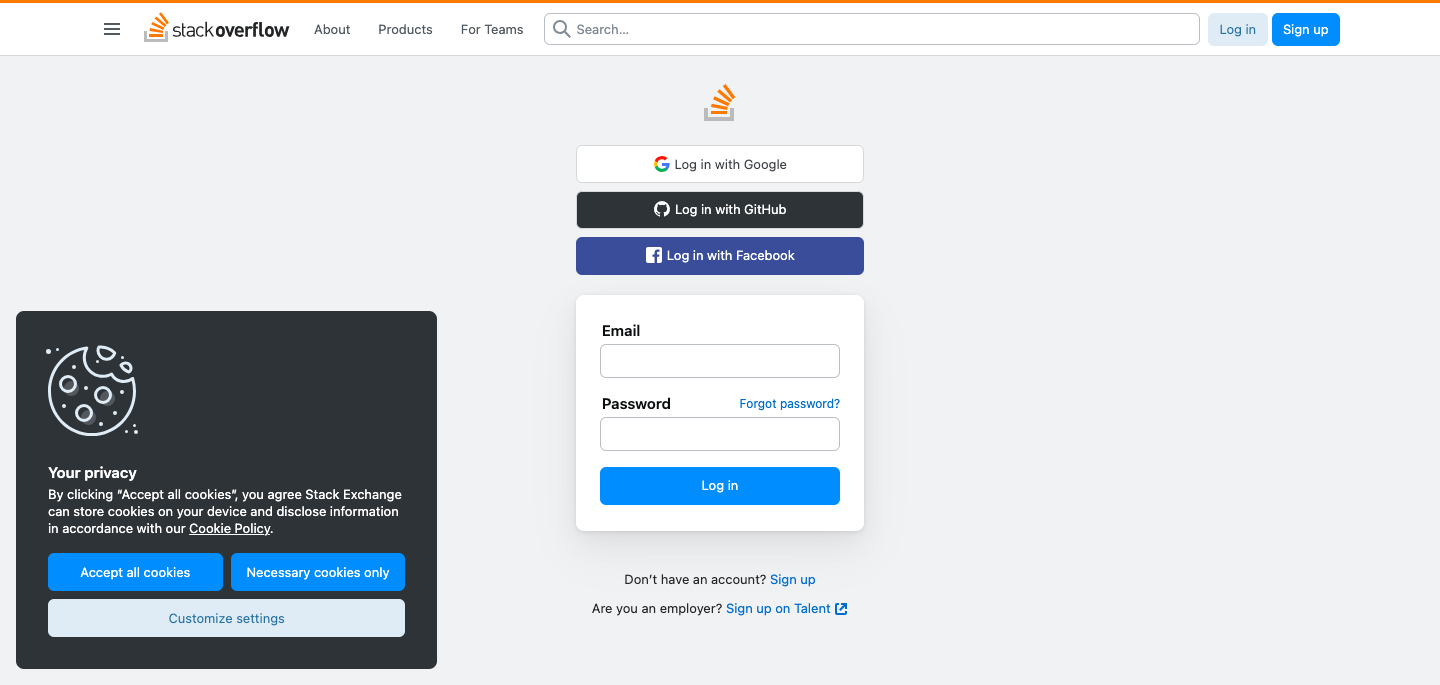 stack overflow
About
Products
For Teams
Search…
Log in
Sign up
Log in with Google
Log in with GitHub
Log in with Facebook
Email
Password
Forgot password?
Log in
Don’t have an account? Sign up
Are you an employer? Sign up on Talent
Your privacy
By clicking “Accept all cookies”, you agree Stack Exchange
can store cookies on your device and disclose information
in accordance with our Cookie Policy.
Accept all cookies
Necessary cookies only
Customize settings